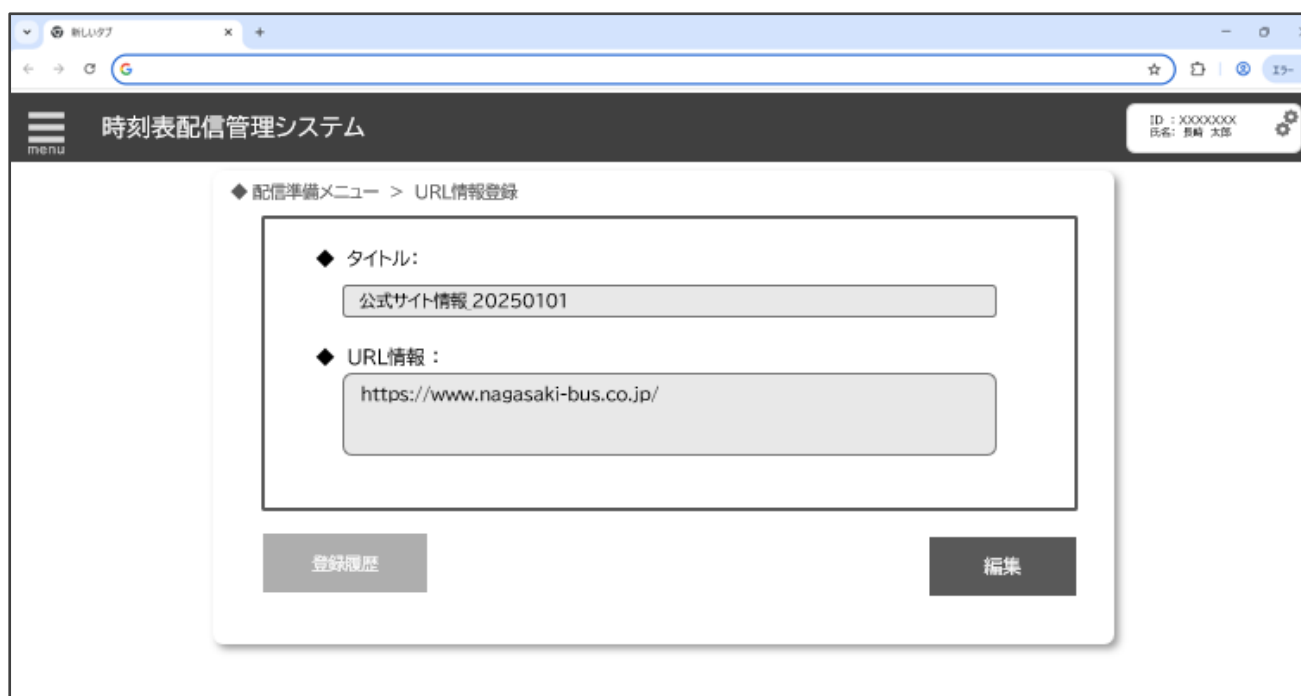 新しいタブ
エラー
menu
時刻表配信管理システム
ID :XXXXXXX
氏名: 長崎 太郎
◆ 配信準備メニュー > URL情報登録
◆ タイトル:
公式サイト情報_20250101
◆ URL情報:
https://www.nagasaki-bus.co.jp/
登録履歴
編集